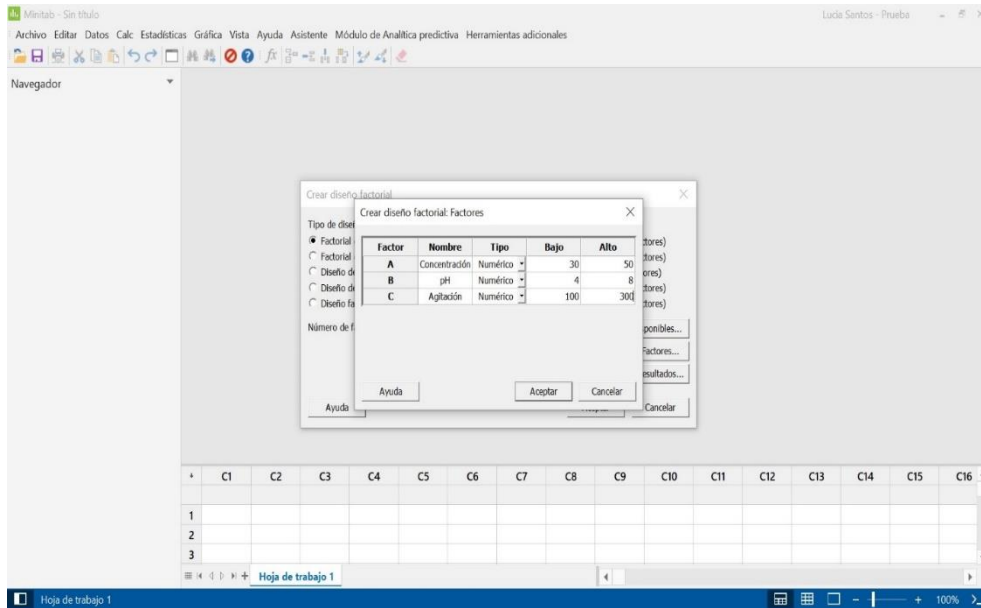 Minitab - Sin título
Lucia Santos - Prueba
Archivo Editar Datos Calc Estadísticas Gráfica Vista Ayuda Asistente Módulo de Analítica predictiva Herramientas adicionales
Navegador
Crear diseño factorial
Crear diseño factorial: Factores
Tipo de dise
Factorial
tores)
Factorial
tores)
Diseño de
ores)
Diseño de
tores)
Diseño fa
tores)
Factor Nombre Tipo Bajo Alto
A Concentración Numérico 30 50
B pH Numérico 4 8
C Agitación Numérico 100 300
Número de f
ponibles...
Factores...
esultados...
Ayuda Aceptar Cancelar
Ayuda Cancelar
C1 C2 C3 C4 C5 C6 C7 C8 C9 C10 C11 C12 C13 C14 C15 C16
1
2
3
Hoja de trabajo 1
Hoja de trabajo 1
100%